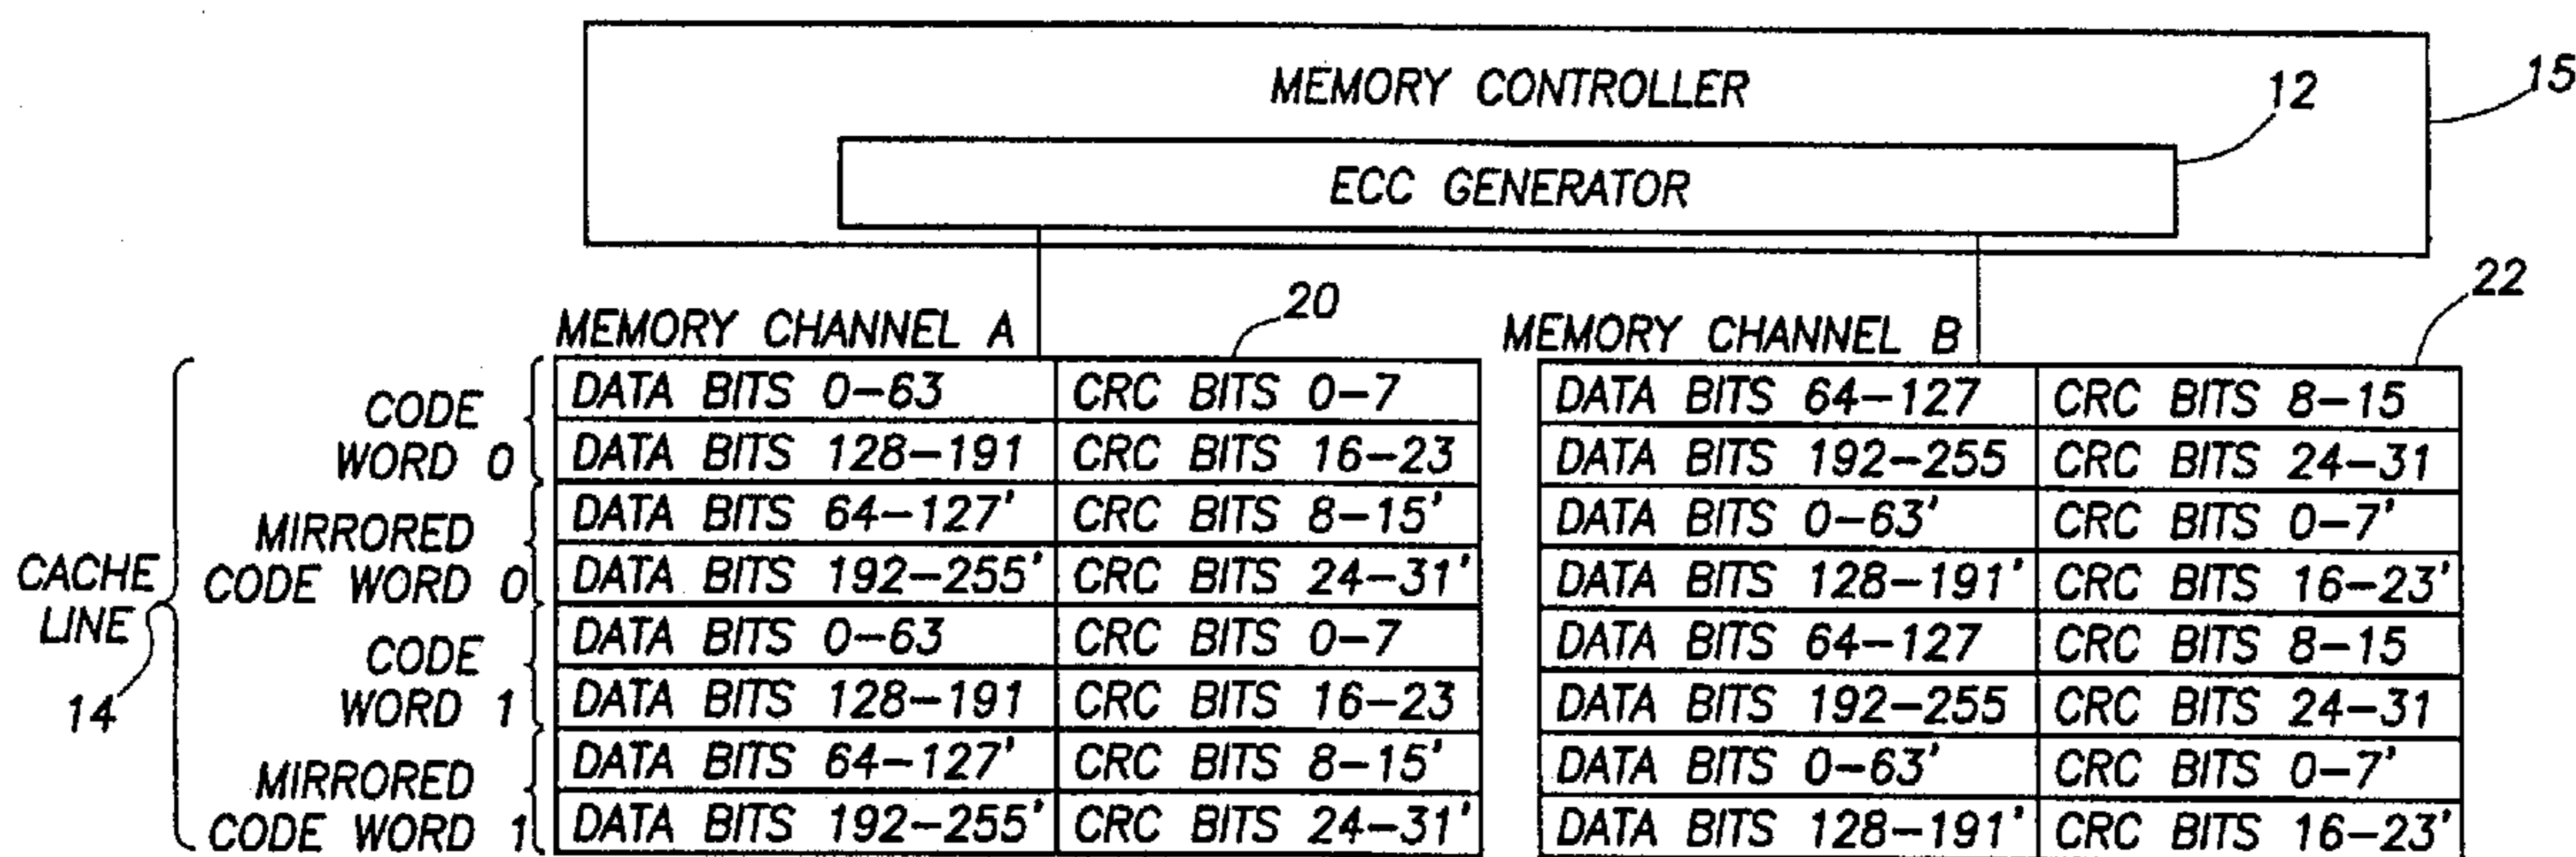 MEMORY CONTROLLER
12
15
ECC GENERATOR
MEMORY CHANNEL A
20
MEMORY CHANNEL B
22
CACHE
LINE
14
CODE
WORD 0
DATA BITS 0-63 CRC BITS 0-7 DATA BITS 64-127 CRC BITS 8-15
DATA BITS 128-191 CRC BITS 16-23 DATA BITS 192-255 CRC BITS 24-31
MIRRORED
CODE WORD 0
DATA BITS 64-127' CRC BITS 8-15' DATA BITS 0-63' CRC BITS 0-7'
DATA BITS 192-255' CRC BITS 24-31' DATA BITS 128-191' CRC BITS 16-23'
CODE
WORD 1
DATA BITS 0-63 CRC BITS 0-7 DATA BITS 64-127 CRC BITS 8-15
DATA BITS 128-191 CRC BITS 16-23 DATA BITS 192-255 CRC BITS 24-31
MIRRORED
CODE WORD 1
DATA BITS 64-127' CRC BITS 8-15' DATA BITS 0-63' CRC BITS 0-7'
DATA BITS 192-255' CRC BITS 24-31' DATA BITS 128-191' CRC BITS 16-23'